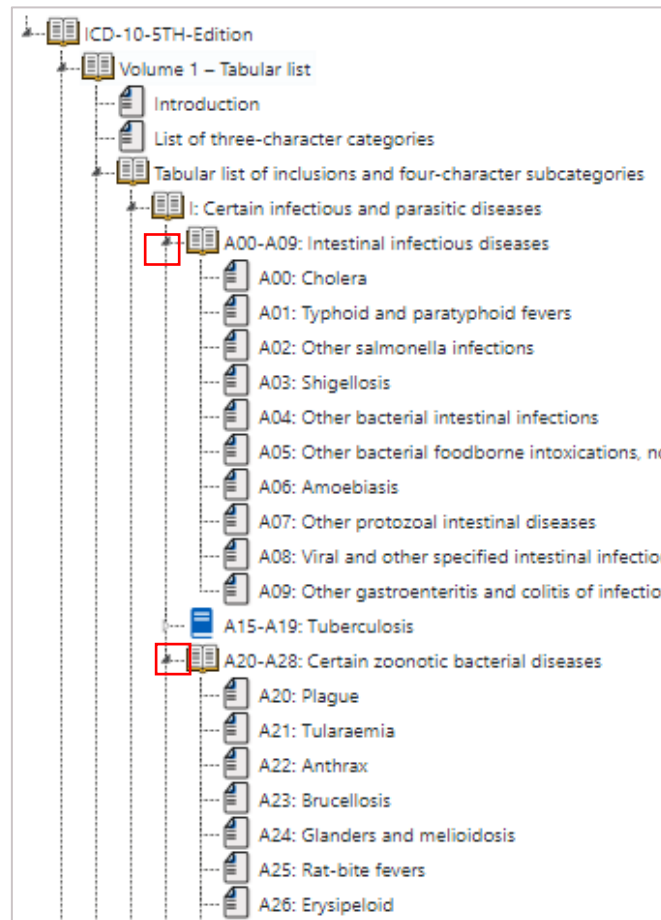 ICD-10-5TH-Edition
Volume 1 – Tabular list
Introduction
List of three-character categories
Tabular list of inclusions and four-character subcategories
I: Certain infectious and parasitic diseases
A00-A09: Intestinal infectious diseases
A00: Cholera
A01: Typhoid and paratyphoid fevers
A02: Other salmonella infections
A03: Shigellosis
A04: Other bacterial intestinal infections
A05: Other bacterial foodborne intoxications, no
A06: Amoebiasis
A07: Other protozoal intestinal diseases
A08: Viral and other specified intestinal infectio
A09: Other gastroenteritis and colitis of infectio
A15-A19: Tuberculosis
A20-A28: Certain zoonotic bacterial diseases
A20: Plague
A21: Tularaemia
A22: Anthrax
A23: Brucellosis
A24: Glanders and melioidosis
A25: Rat-bite fevers
A26: Erysipeloid